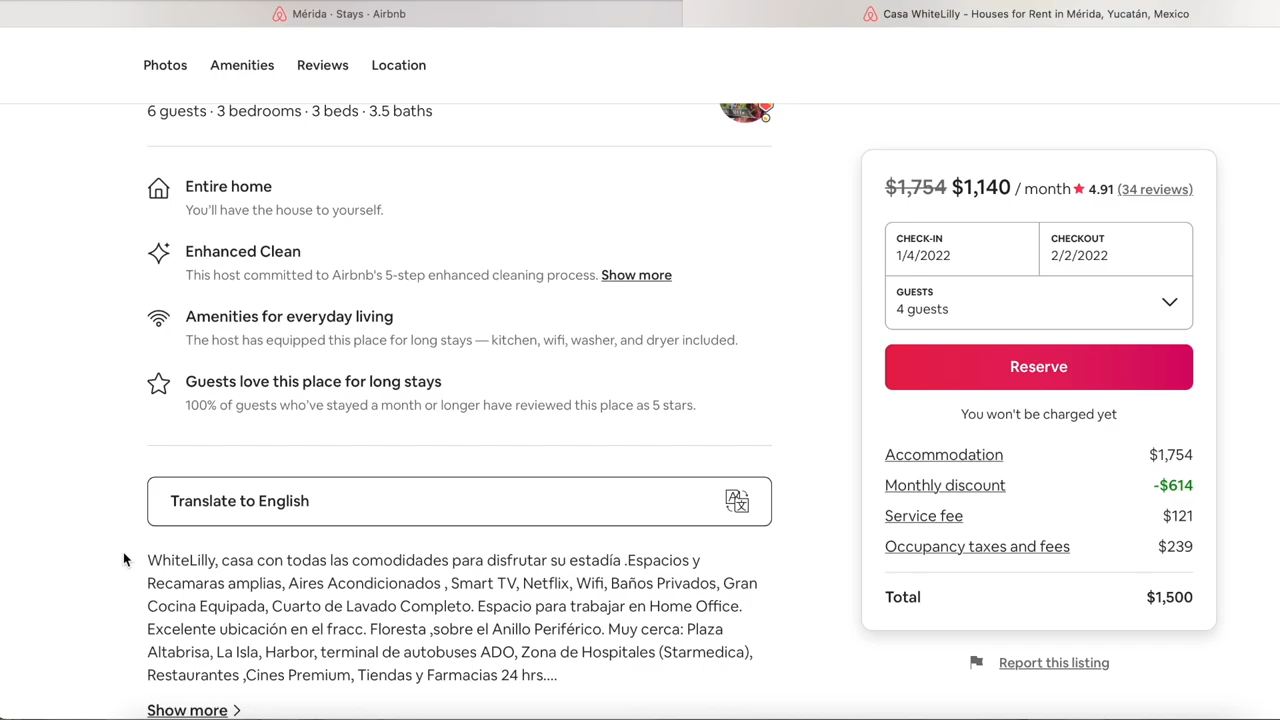 Mérida - Stays - Airbnb
Casa WhiteLilly - Houses for Rent in Mérida, Yucatán, Mexico
Photos Amenities Reviews Location
6 guests · 3 bedrooms · 3 beds · 3.5 baths
Entire home
You'll have the house to yourself.
Enhanced Clean
This host committed to Airbnb's 5-step enhanced cleaning process. Show more
Amenities for everyday living
The host has equipped this place for long stays — kitchen, wifi, washer, and dryer included.
Guests love this place for long stays
100% of guests who've stayed a month or longer have reviewed this place as 5 stars.
Translate to English
WhiteLilly, casa con todas las comodidades para disfrutar su estadía .Espacios y
Recamaras amplias, Aires Acondicionados , Smart TV, Netflix, Wifi, Baños Privados, Gran
Cocina Equipada, Cuarto de Lavado Completo. Espacio para trabajar en Home Office.
Excelente ubicación en el fracc. Floresta ,sobre el Anillo Periférico. Muy cerca: Plaza
Altabrisa, La Isla, Harbor, terminal de autobuses ADO, Zona de Hospitales (Starmedica),
Restaurantes ,Cines Premium, Tiendas y Farmacias 24 hrs....
Show more >
$1,754 $1,140 / month ★ 4.91 (34 reviews)
CHECK-IN
1/4/2022
CHECKOUT
2/2/2022
GUESTS
4 guests
Reserve
You won't be charged yet
Accommodation $1,754
Monthly discount -$614
Service fee $121
Occupancy taxes and fees $239
Total $1,500
Report this listing